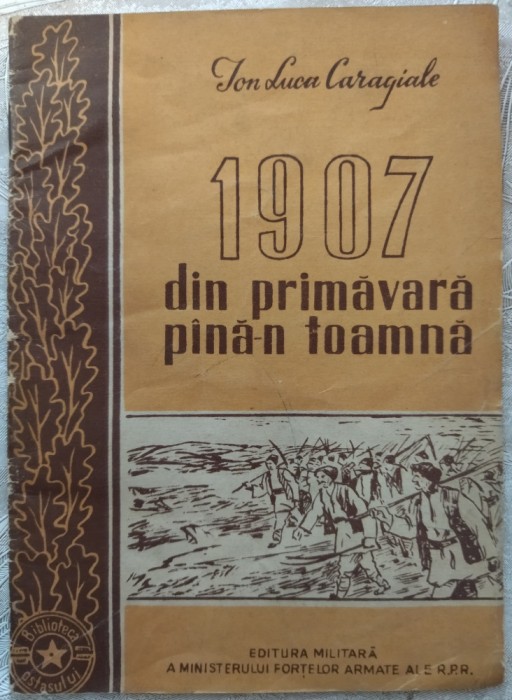 Ion Luca Caragiale
1907
din primăvară
pînă-n toamnă
Biblioteca
ostașului
EDITURA MILITARĂ
A MINISTERULUI FORȚELOR ARMATE ALE R.P.R.